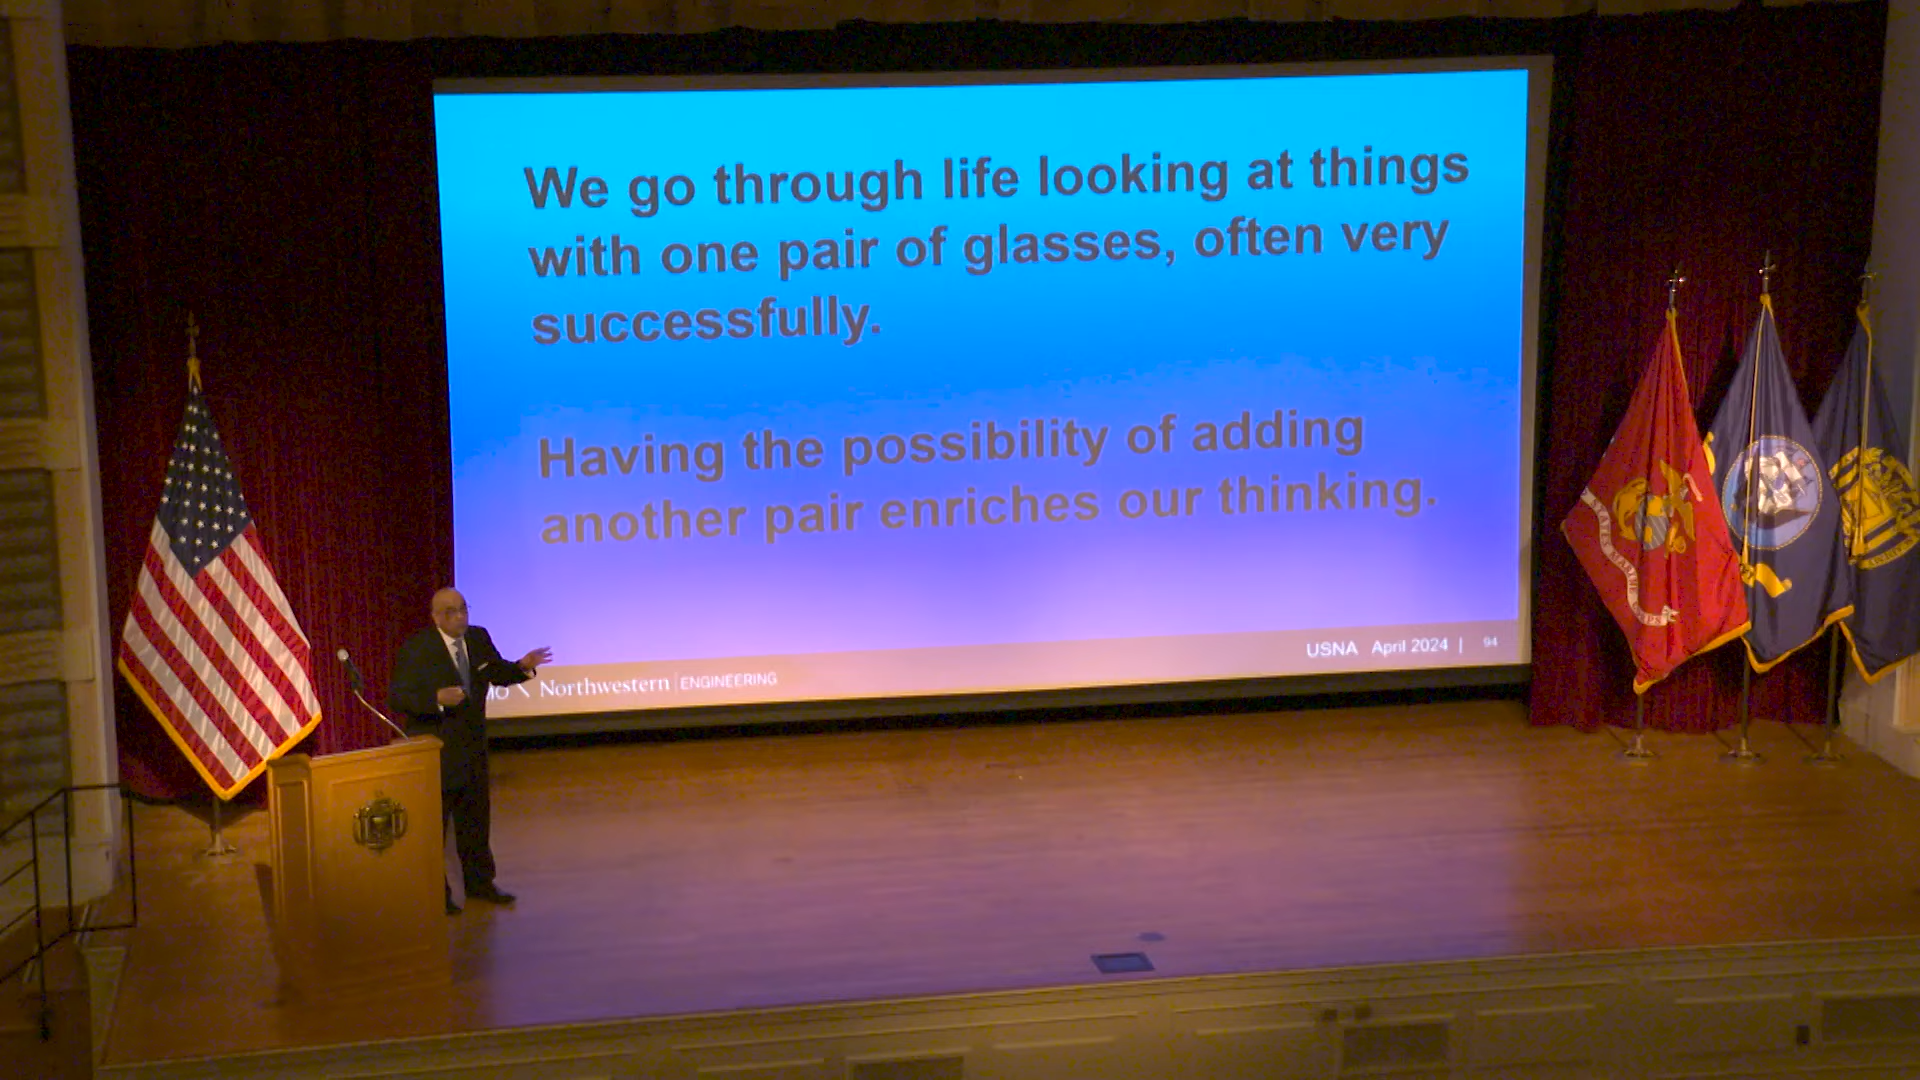 We go through life looking at things
with one pair of glasses, often very
successfully.
Having the possibility of adding
another pair enriches our thinking.
USNA April 2024 | 94
Northwestern | ENGINEERING